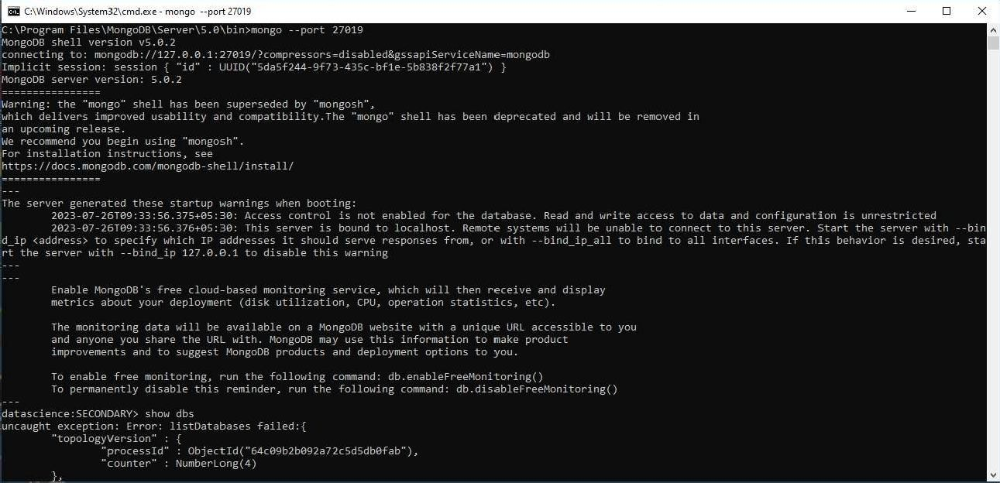 C:\Windows\System32\cmd.exe - mongo --port 27019
C:\Program Files\MongoDB\Server\5.0\bin>mongo --port 27019
MongoDB shell version v5.0.2
connecting to: mongodb://127.0.0.1:27019/?compressors=disabled&gssapiServiceName=mongodb
Implicit session: session { "id" : UUID("5da5f244-9f73-435c-bf1e-5b838f2f77a1") }
MongoDB server version: 5.0.2
================
Warning: the "mongo" shell has been superseded by "mongosh",
which delivers improved usability and compatibility.The "mongo" shell has been deprecated and will be removed in
an upcoming release.
We recommend you begin using "mongosh".
For installation instructions, see
https://docs.mongodb.com/mongodb-shell/install/
================
---
The server generated these startup warnings when booting:
        2023-07-26T09:33:56.375+05:30: Access control is not enabled for the database. Read and write access to data and configuration is unrestricted
        2023-07-26T09:33:56.376+05:30: This server is bound to localhost. Remote systems will be unable to connect to this server. Start the server with --bin
d_ip <address> to specify which IP addresses it should serve responses from, or with --bind_ip_all to bind to all interfaces. If this behavior is desired, sta
rt the server with --bind_ip 127.0.0.1 to disable this warning
---
---
        Enable MongoDB's free cloud-based monitoring service, which will then receive and display
        metrics about your deployment (disk utilization, CPU, operation statistics, etc).

        The monitoring data will be available on a MongoDB website with a unique URL accessible to you
        and anyone you share the URL with. MongoDB may use this information to make product
        improvements and to suggest MongoDB products and deployment options to you.

        To enable free monitoring, run the following command: db.enableFreeMonitoring()
        To permanently disable this reminder, run the following command: db.disableFreeMonitoring()
---
datascience:SECONDARY> show dbs
uncaught exception: Error: listDatabases failed:{
        "topologyVersion" : {
                "processId" : ObjectId("64c09b2b092a72c5d5db0fab"),
                "counter" : NumberLong(4)
        },